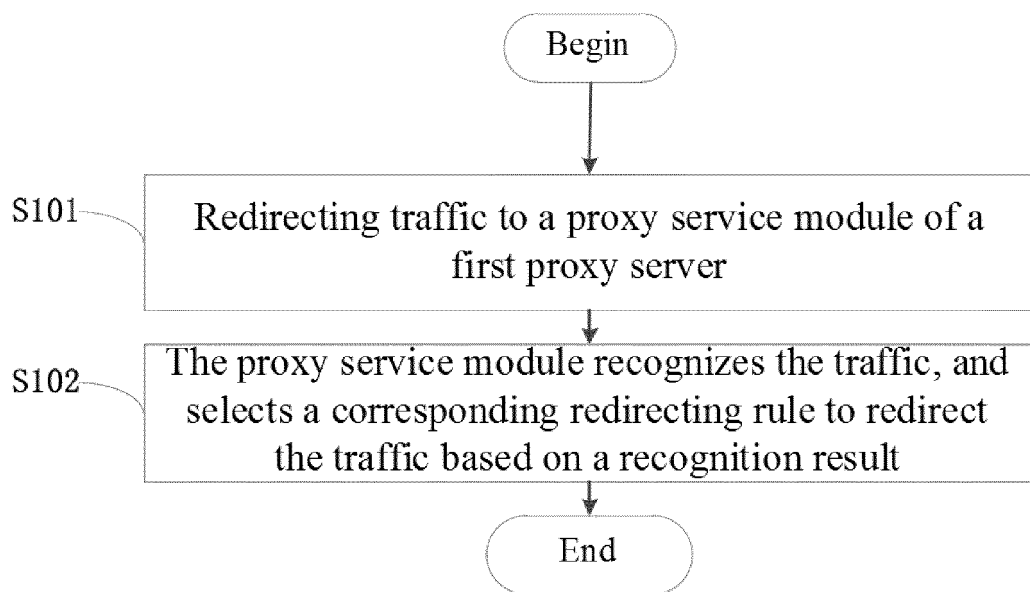 Begin
S101
Redirecting traffic to a proxy service module of a
first proxy server
S102
The proxy service module recognizes the traffic, and
selects a corresponding redirecting rule to redirect
the traffic based on a recognition result
End